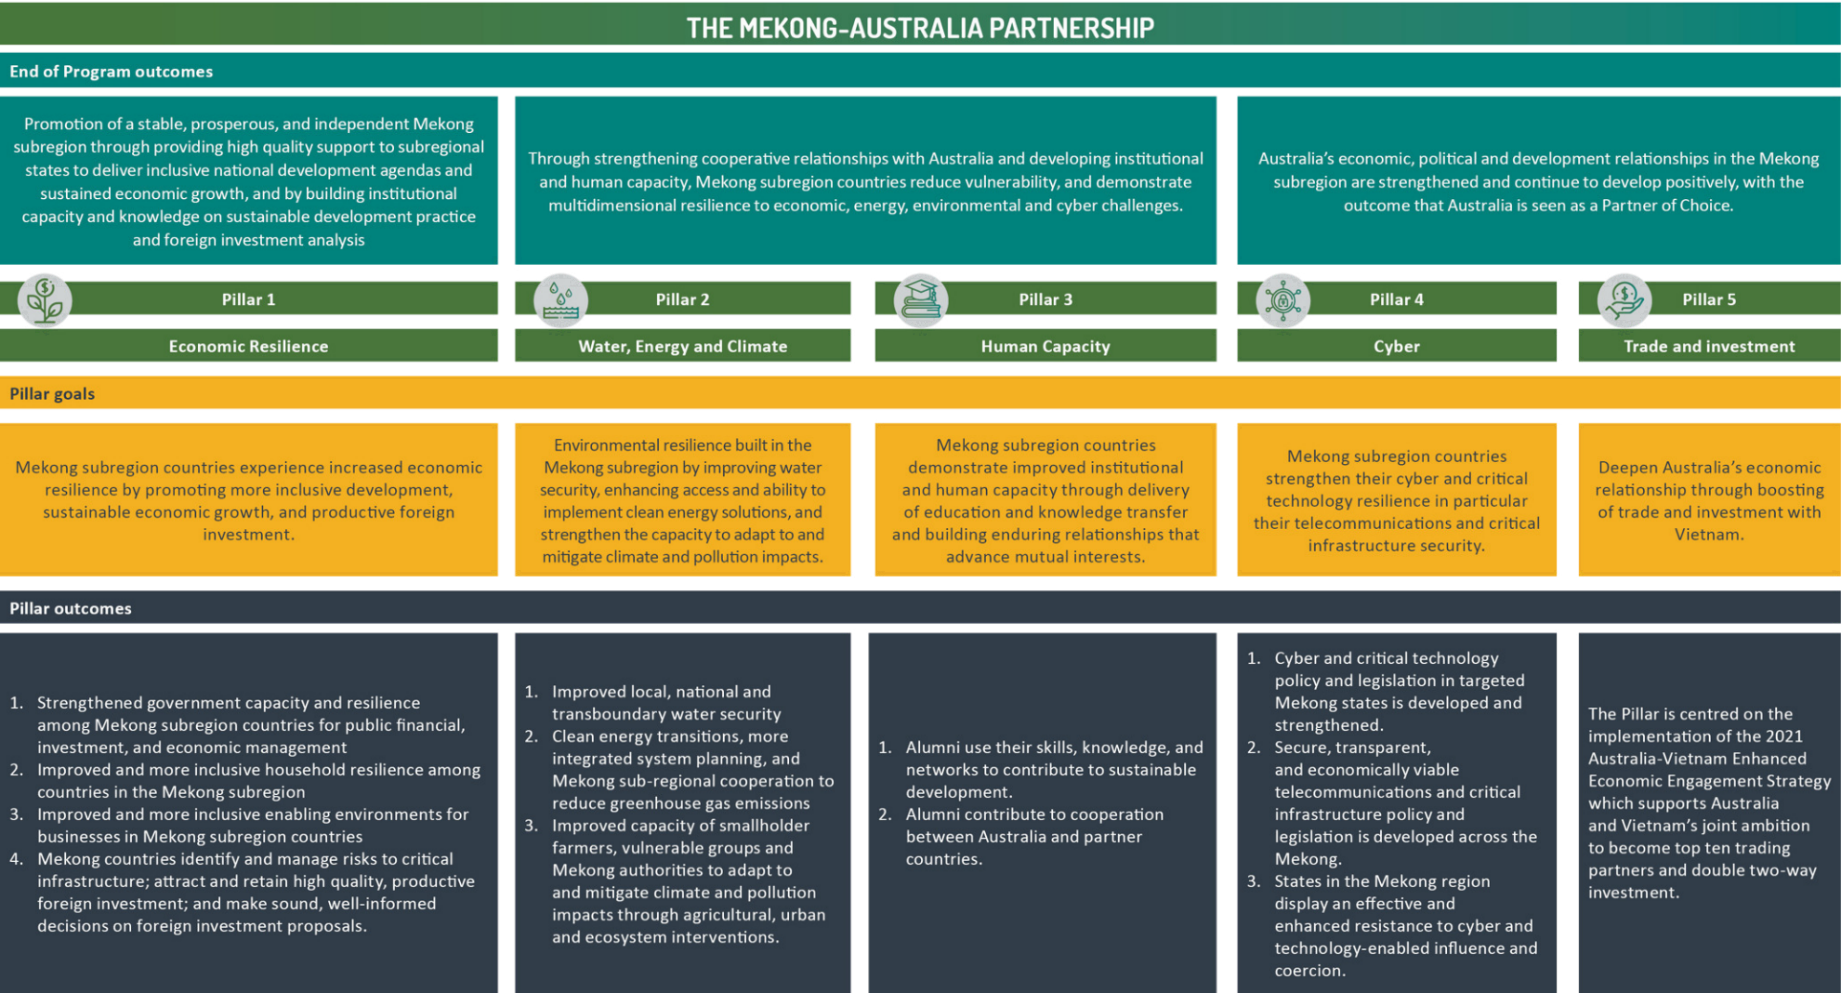 THE MEKONG-AUSTRALIA PARTNERSHIP
End of Program outcomes
Promotion of a stable, prosperous, and independent Mekong
subregion through providing high quality support to subregional
states to deliver inclusive national development agendas and
sustained economic growth, and by building institutional
capacity and knowledge on sustainable development practice
and foreign investment analysis
Through strengthening cooperative relationships with Australia and developing institutional
and human capacity, Mekong subregion countries reduce vulnerability, and demonstrate
multidimensional resilience to economic, energy, environmental and cyber challenges.
Australia's economic, political and development relationships in the Mekong
subregion are strengthened and continue to develop positively, with the
outcome that Australia is seen as a Partner of Choice.
Pillar 1
Pillar 2
Pillar 3
Pillar 4
Pillar 5
Economic Resilience
Water, Energy and Climate
Human Capacity
Cyber
Trade and investment
Pillar goals
Mekong subregion countries experience increased economic
resilience by promoting more inclusive development,
sustainable economic growth, and productive foreign
investment.
Environmental resilience built in the
Mekong subregion by improving water
security, enhancing access and ability to
implement clean energy solutions, and
strengthen the capacity to adapt to and
mitigate climate and pollution impacts.
Mekong subregion countries
demonstrate improved institutional
and human capacity through delivery
of education and knowledge transfer
and building enduring relationships that
advance mutual interests.
Mekong subregion countries
strengthen their cyber and critical
technology resilience in particular
their telecommunications and critical
infrastructure security.
Deepen Australia's economic
relationship through boosting
of trade and investment with
Vietnam.
Pillar outcomes
1. Strengthened government capacity and resilience
among Mekong subregion countries for public financial,
investment, and economic management
2. Improved and more inclusive household resilience among
countries in the Mekong subregion
3. Improved and more inclusive enabling environments for
businesses in Mekong subregion countries
4. Mekong countries identify and manage risks to critical
infrastructure; attract and retain high quality, productive
foreign investment; and make sound, well-informed
decisions on foreign investment proposals.
1. Improved local, national and
transboundary water security
2. Clean energy transitions, more
integrated system planning, and
Mekong sub-regional cooperation to
reduce greenhouse gas emissions
3. Improved capacity of smallholder
farmers, vulnerable groups and
Mekong authorities to adapt to
and mitigate climate and pollution
impacts through agricultural, urban
and ecosystem interventions.
1. Alumni use their skills, knowledge, and
networks to contribute to sustainable
development.
2. Alumni contribute to cooperation
between Australia and partner
countries.
1. Cyber and critical technology
policy and legislation in targeted
Mekong states is developed and
strengthened.
2. Secure, transparent,
and economically viable
telecommunications and critical
infrastructure policy and
legislation is developed across the
Mekong.
3. States in the Mekong region
display an effective and
enhanced resistance to cyber and
technology-enabled influence and
coercion.
The Pillar is centred on the
implementation of the 2021
Australia-Vietnam Enhanced
Economic Engagement Strategy
which supports Australia
and Vietnam's joint ambition
to become top ten trading
partners and double two-way
investment.